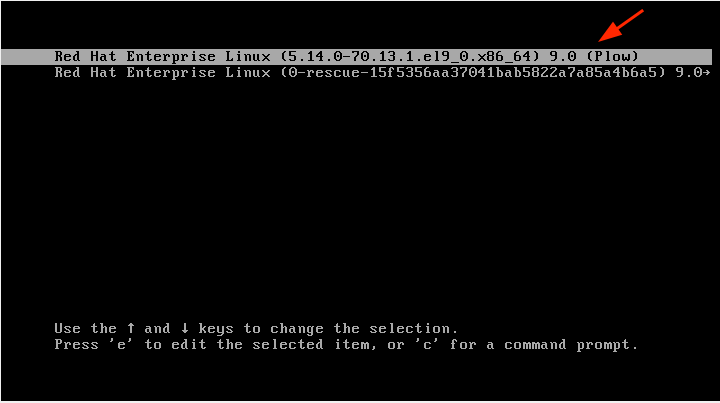 Red Hat Enterprise Linux (5.14.0-70.13.1.el9_0.x86_64) 9.0 (Plow)
Red Hat Enterprise Linux (0-rescue-15f5356aa37041bab5822a7a85a4b6a5) 9.0→
Use the ↑ and ↓ keys to change the selection.
Press 'e' to edit the selected item, or 'c' for a command prompt.